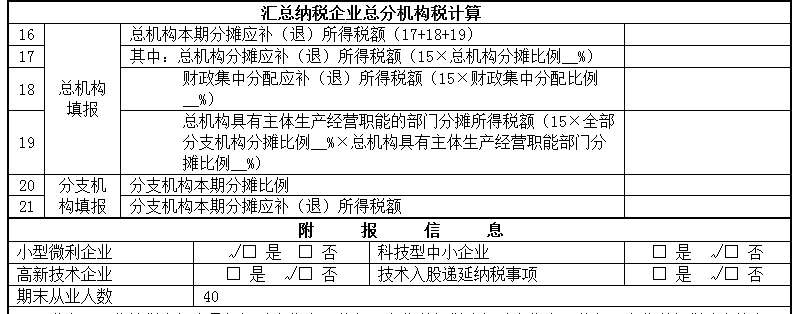 汇总纳税企业总分机构税计算
16 总机构本期分摊应补（退）所得税额（17+18+19）
17 其中：总机构分摊应补（退）所得税额（15×总机构分摊比例__%）
18 财政集中分配应补（退）所得税额（15×财政集中分配比例
__%）
总机构
填报
19 总机构具有主体生产经营职能的部门分摊所得税额（15×全部
分支机构分摊比例__%×总机构具有主体生产经营职能部门分
摊比例__%）
20 分支机 分支机构本期分摊比例
21 构填报 分支机构本期分摊应补（退）所得税额
附 报 信 息
小型微利企业 √□ 是 □ 否 科技型中小企业 □ 是 √□ 否
高新技术企业 □ 是 √□ 否 技术入股递延纳税事项 □ 是 √□ 否
期末从业人数 40